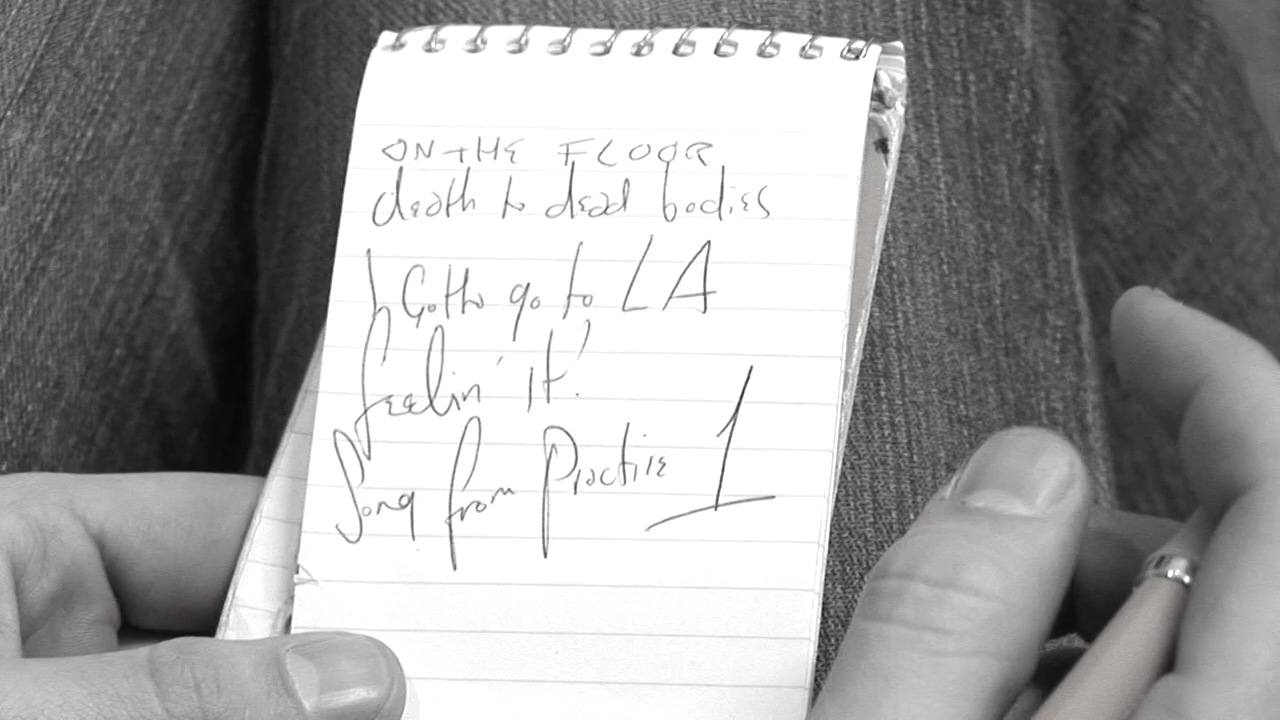 ON THE FLOOR
death to dead bodies
I Gotta go to LA
feelin' it!
Song from Practice 1